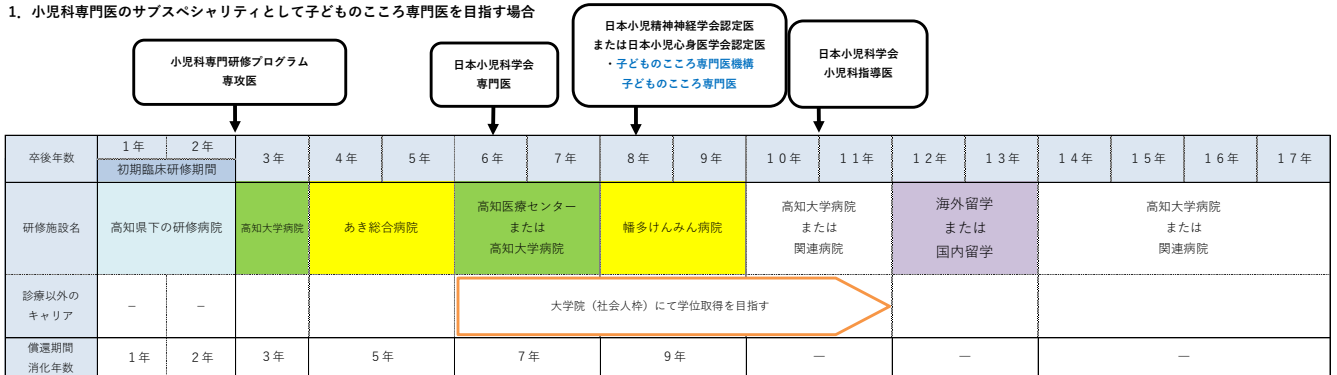 1．小児科専門医のサブスペシャリティとして子どものこころ専門医を目指す場合
小児科専門研修プログラム
専攻医
日本小児科学会
専門医
日本小児精神神経学会認定医
または日本小児心身医学会認定医
・子どものこころ専門医機構
子どものこころ専門医
日本小児科学会
小児科指導医
卒後年数
1年
2年
初期臨床研修期間
3年
4年
5年
6年
7年
8年
9年
10年
11年
12年
13年
14年
15年
16年
17年
研修施設名
高知県下の研修病院
高知大学病院
あき総合病院
高知医療センター
または
高知大学病院
幡多けんみん病院
高知大学病院
または
関連病院
海外留学
または
国内留学
高知大学病院
または
関連病院
診療以外の
キャリア
−
−
大学院（社会人枠）にて学位取得を目指す
償還期間
消化年数
1年
2年
3年
5年
7年
9年
―
―
―